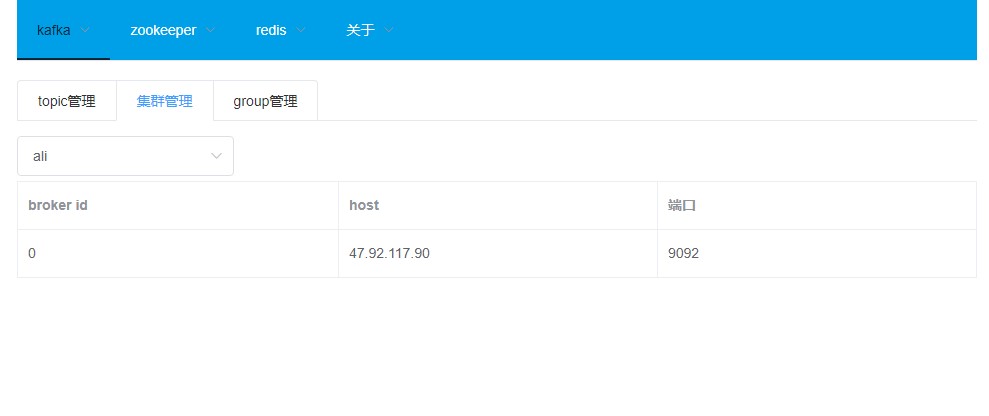 kafka zookeeper redis 关于
topic管理 集群管理 group管理
ali
broker id host 端口
0 47.92.117.90 9092